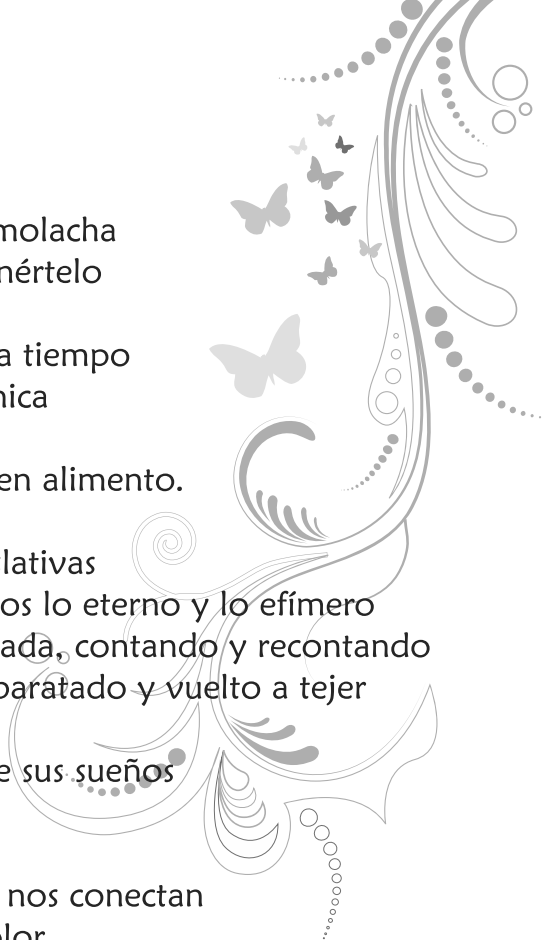 molacha
nértelo
a tiempo
nica
en alimento.
lativas
os lo eterno y lo efímero
ada, contando y recontando
baratado y vuelto a tejer
e sus sueños
nos conectan
olor